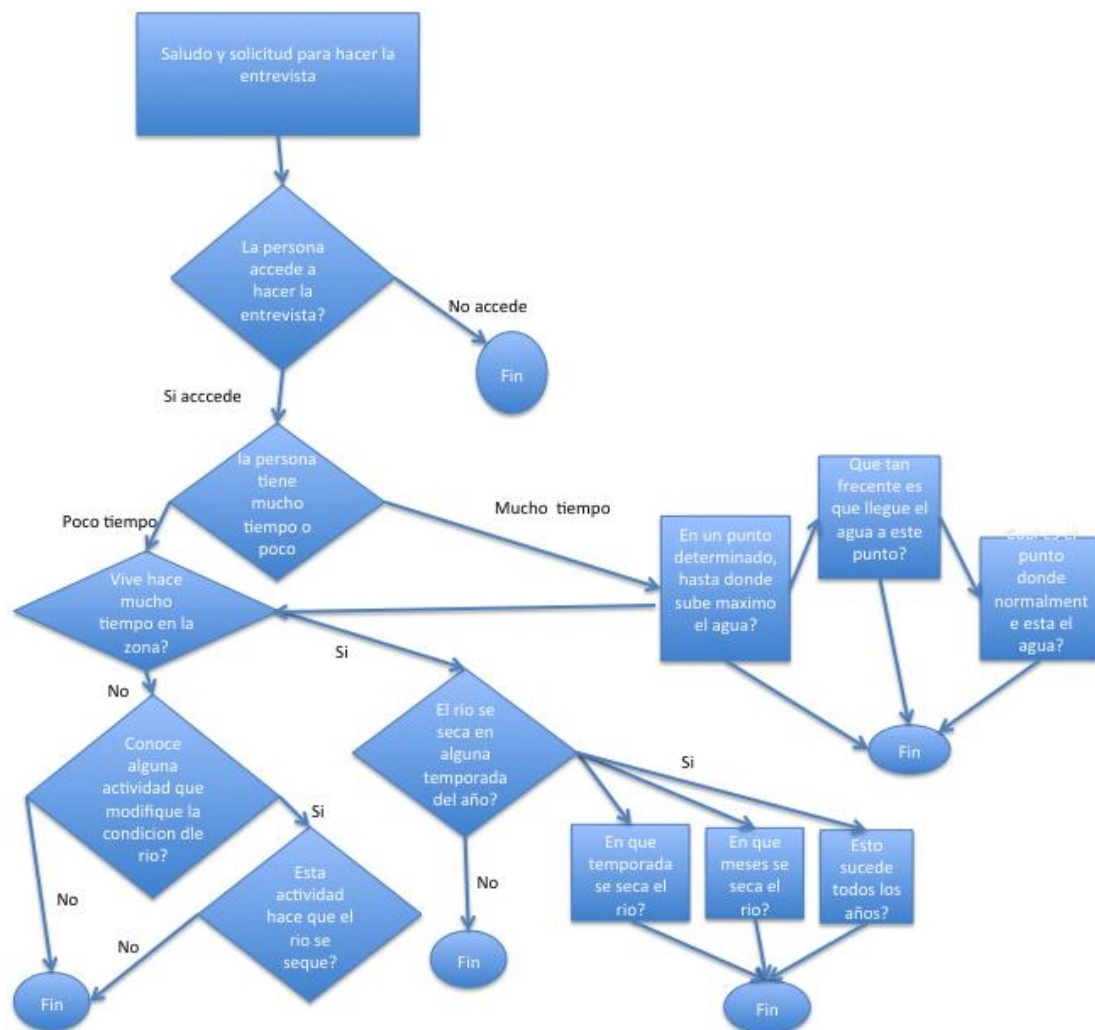 Saludo y solicitud para hacer la
entrevista
La persona
accede a
hacer la
entrevista?
No accede
Fin
Si acccede
la persona
tiene
mucho
tiempo o
poco
Poco tiempo
Mucho tiempo
En un punto
determinado,
hasta donde
sube maximo
el agua?
Que tan
frecente es
que llegue el
agua a este
punto?
Cual es el
punto
donde
normalment
e esta el
agua?
Fin
Vive hace
mucho
tiempo en la
zona?
Si
No
Conoce
alguna
actividad que
modifique la
condicion dle
rio?
Si
No
Esta
actividad
hace que el
rio se
seque?
No
Fin
El rio se
seca en
alguna
temporada
del año?
Si
No
Fin
En que
temporada
se seca el
rio?
En que
meses se
seca el
rio?
Esto
sucede
todos los
años?
Fin